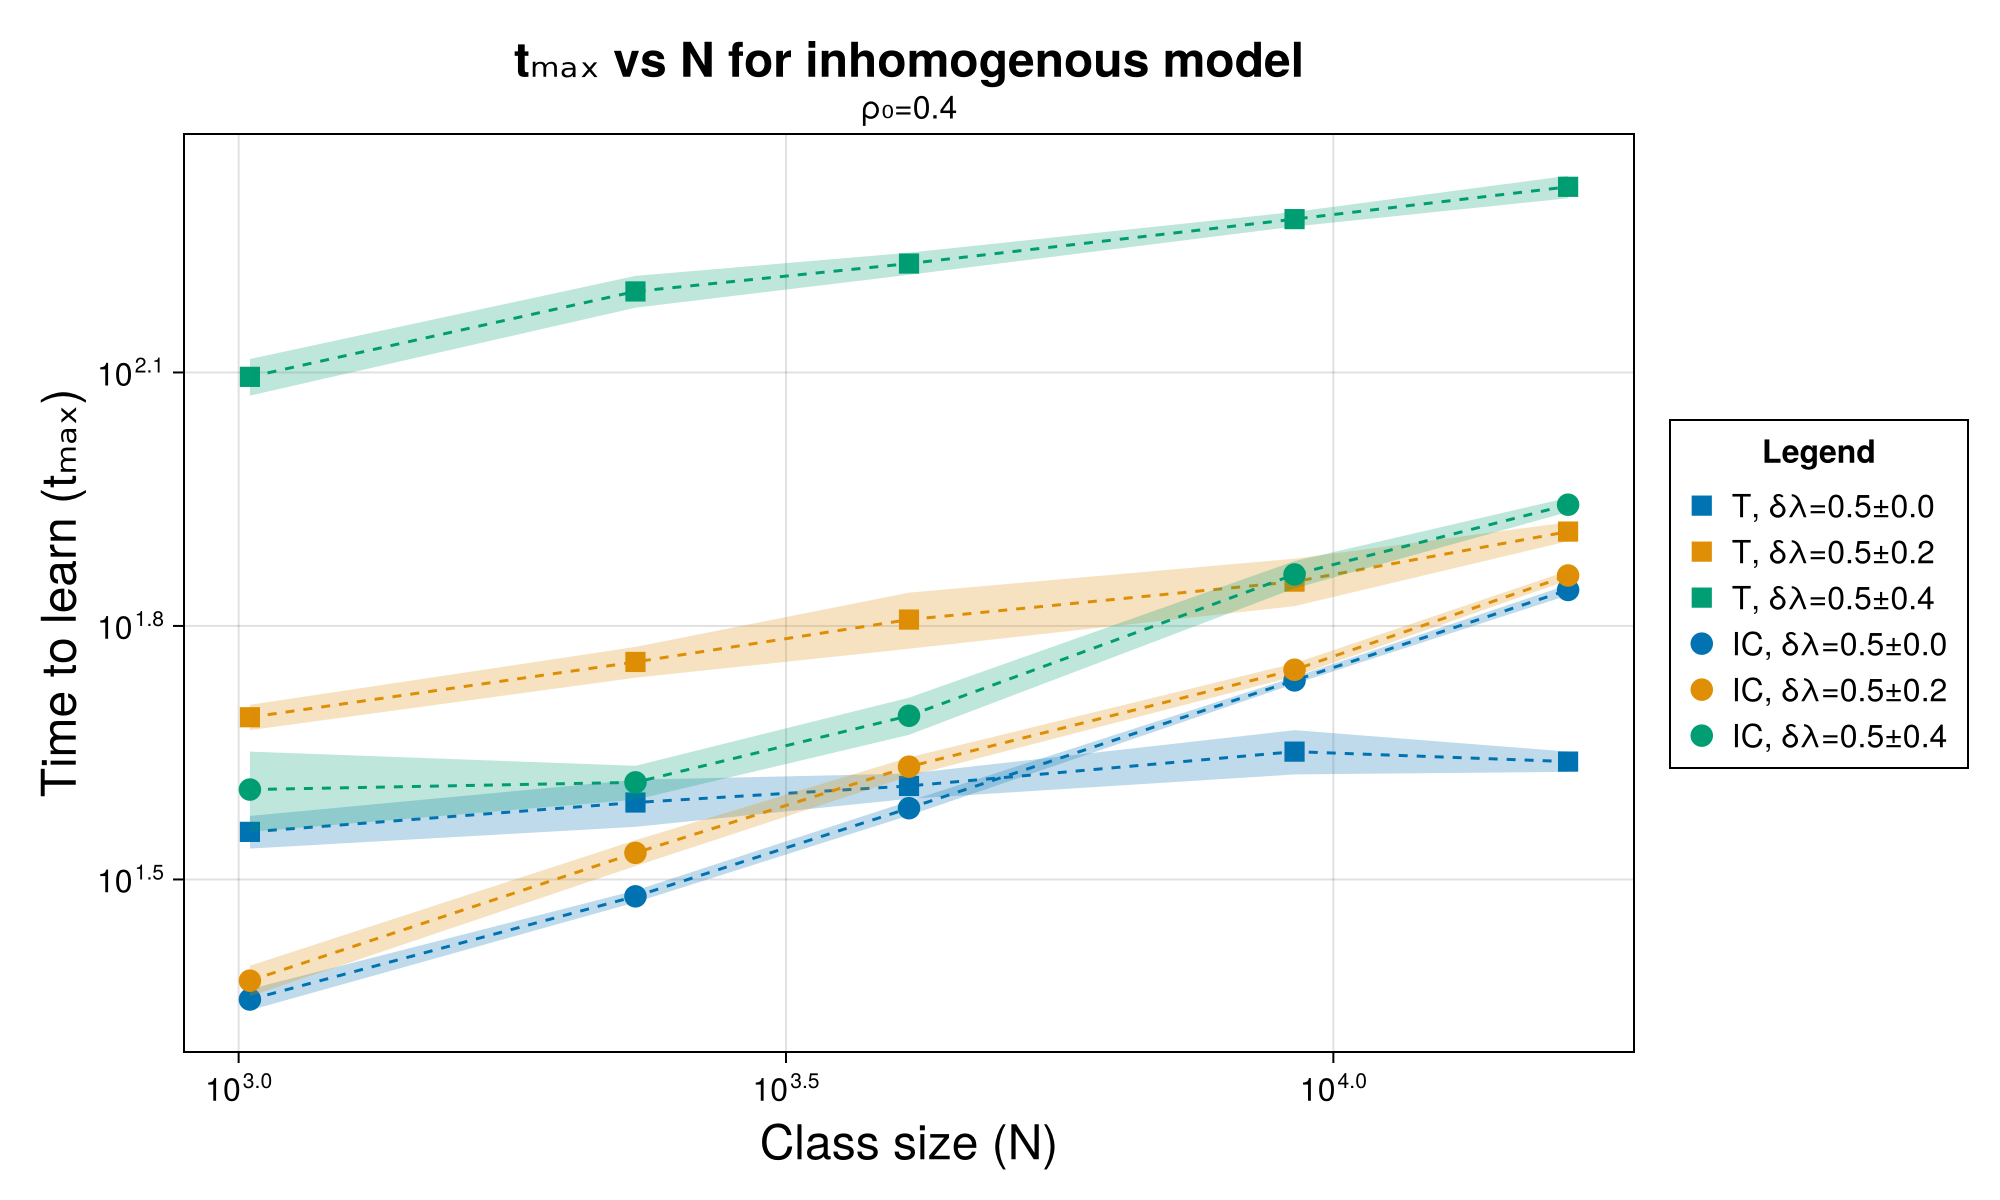 tₘₐₓ vs N for inhomogenous model
ρ₀=0.4
Time to learn (tₘₐₓ)
10^2.1
10^1.8
10^1.5
10^3.0
10^3.5
10^4.0
Class size (N)
Legend
T, δλ=0.5±0.0
T, δλ=0.5±0.2
T, δλ=0.5±0.4
IC, δλ=0.5±0.0
IC, δλ=0.5±0.2
IC, δλ=0.5±0.4